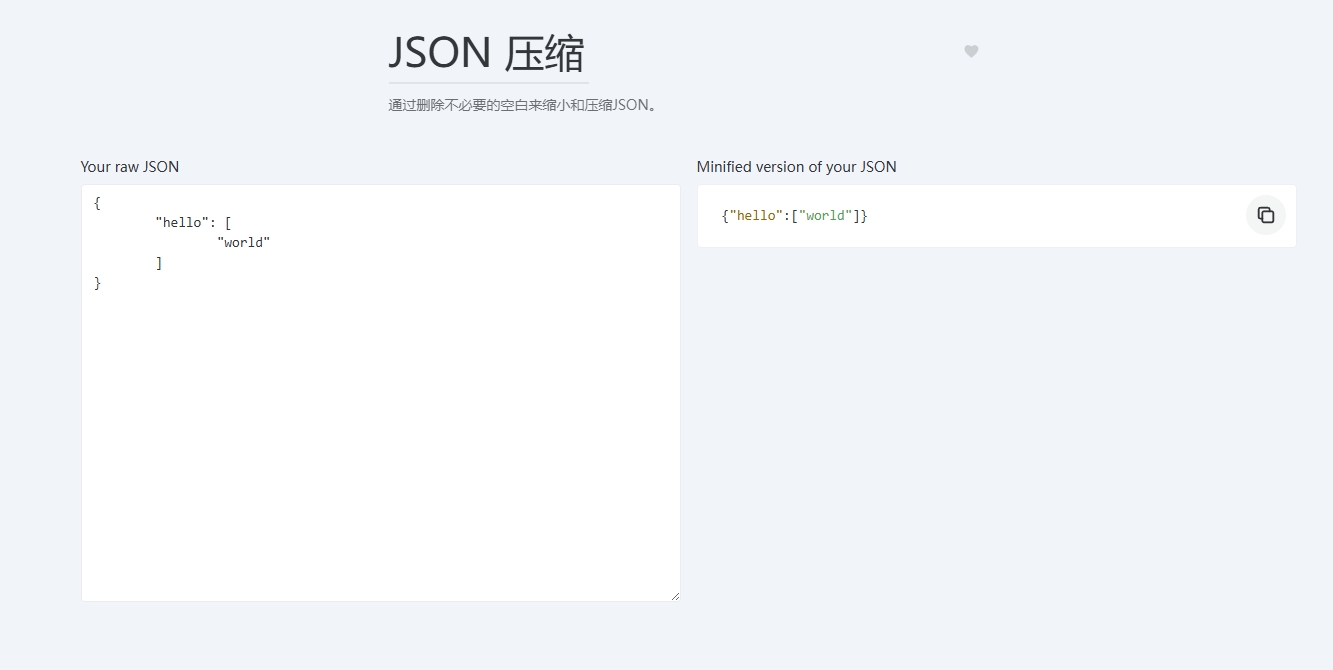 JSON 压缩
通过删除不必要的空白来缩小和压缩JSON。
Your raw JSON
{
        "hello": [
                "world"
        ]
}
Minified version of your JSON
{"hello":["world"]}